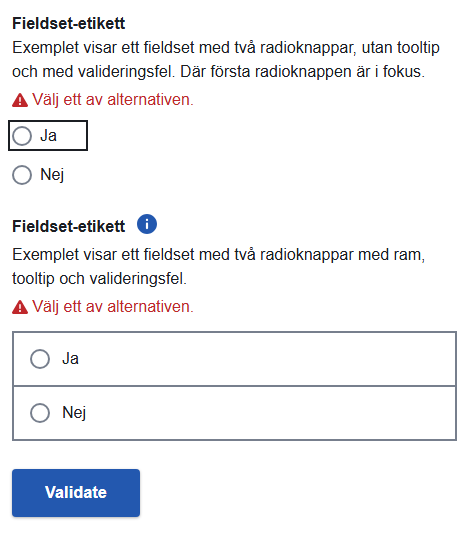 Fieldset-etikett
Exemplet visar ett fieldset med två radioknappar, utan tooltip
och med valideringsfel. Där första radioknappen är i fokus.
Välj ett av alternativen.
Ja
Nej
Fieldset-etikett
Exemplet visar ett fieldset med två radioknappar med ram,
tooltip och valideringsfel.
Välj ett av alternativen.
Ja
Nej
Validate